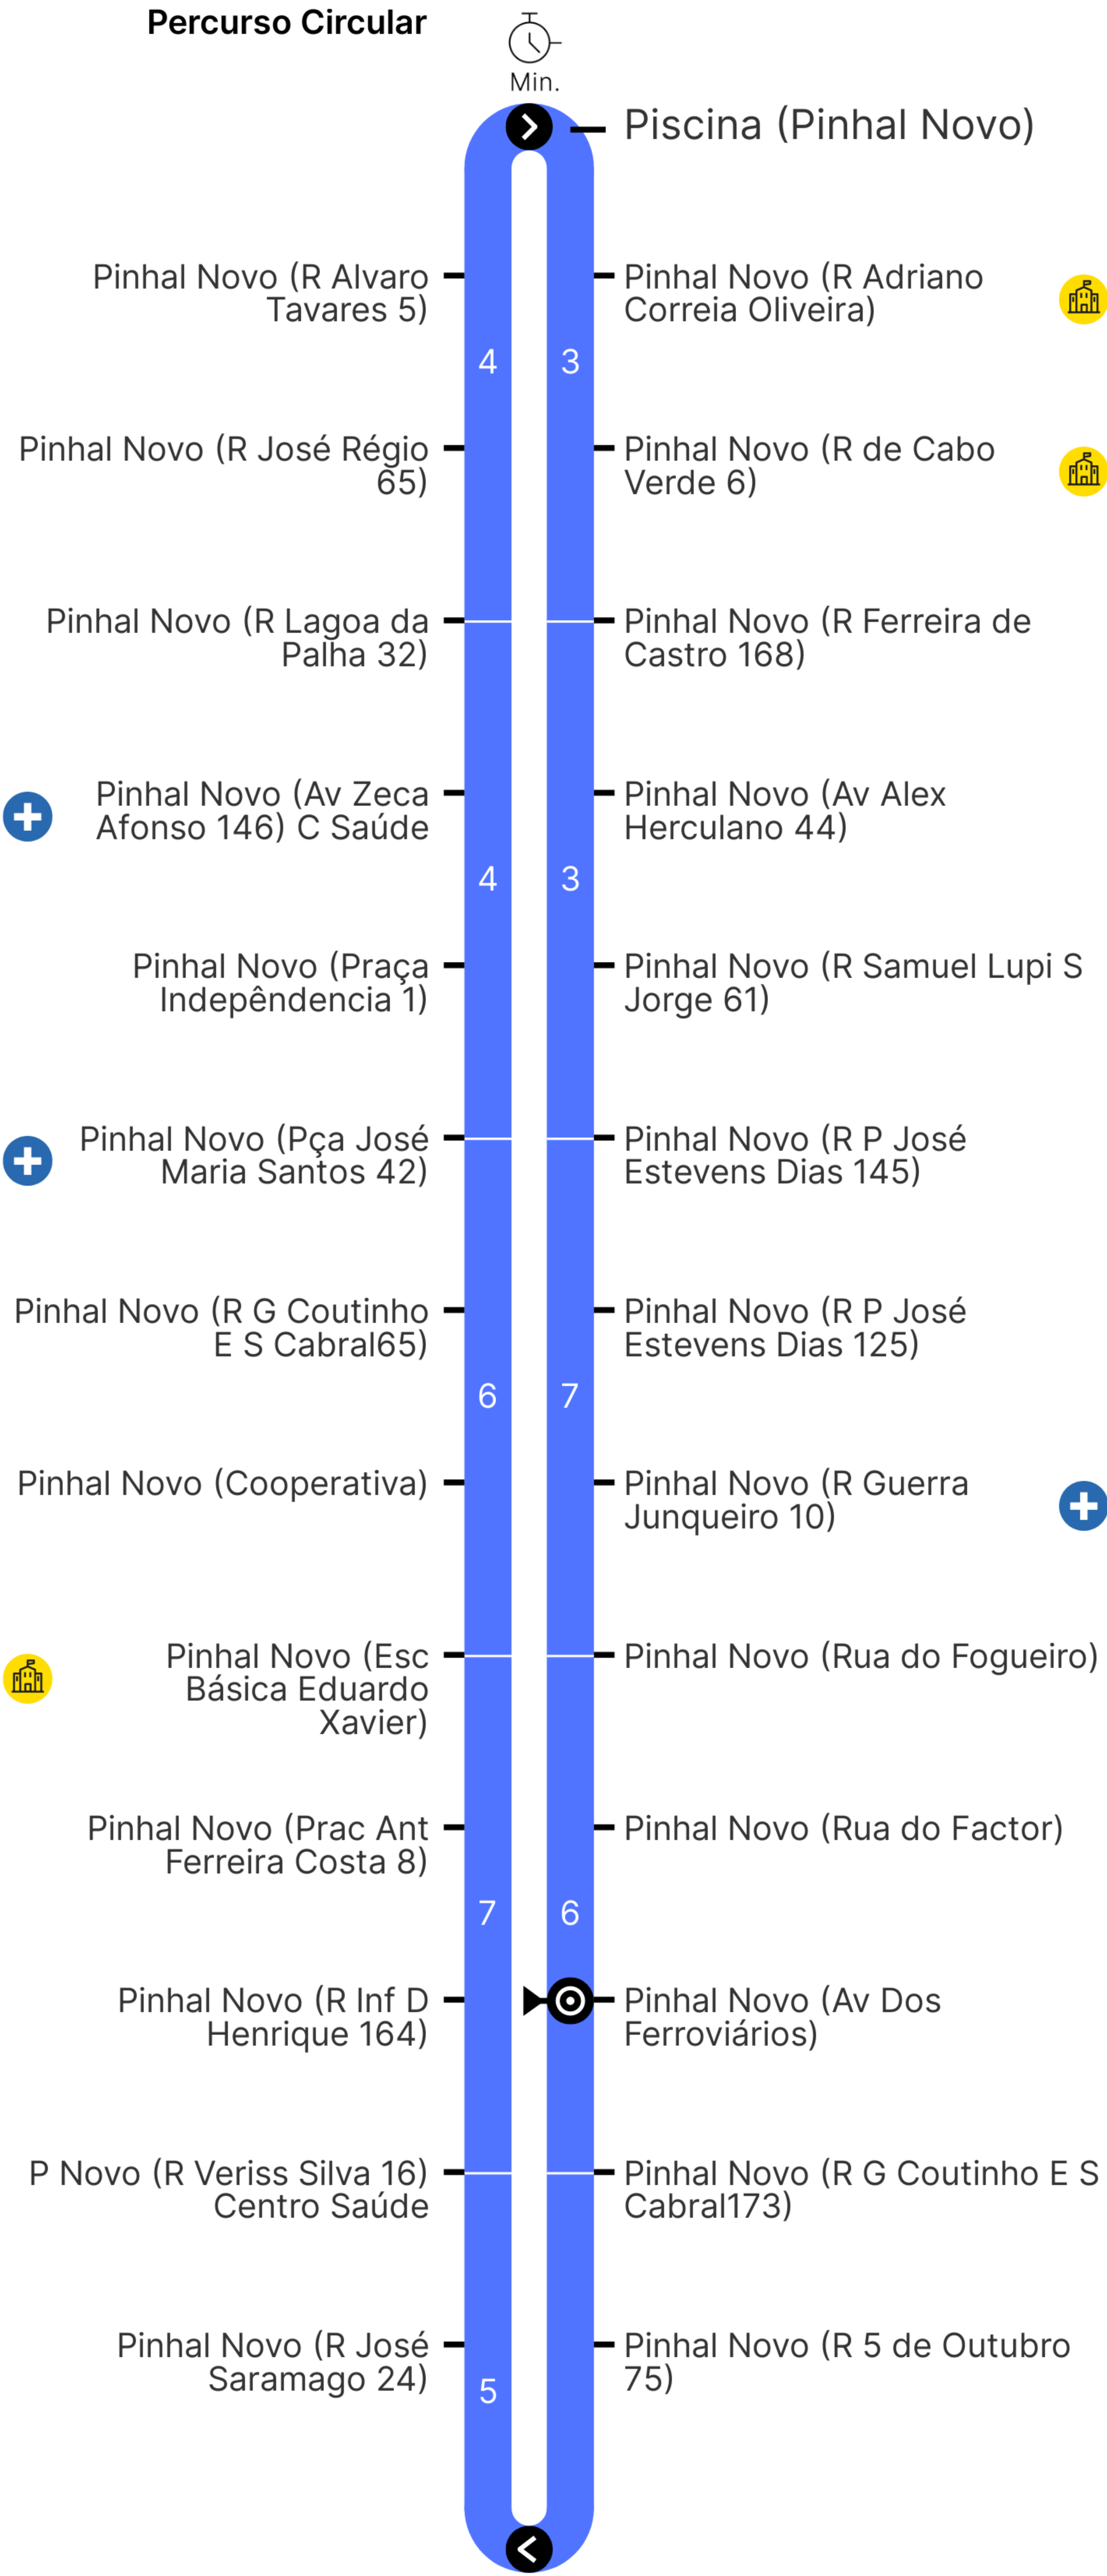 Percurso Circular
Min.
Piscina (Pinhal Novo)
Pinhal Novo (R Alvaro
Tavares 5)
Pinhal Novo (R Adriano
Correia Oliveira)
4
3
Pinhal Novo (R José Régio
65)
Pinhal Novo (R de Cabo
Verde 6)
Pinhal Novo (R Lagoa da
Palha 32)
Pinhal Novo (R Ferreira de
Castro 168)
Pinhal Novo (Av Zeca
Afonso 146) C Saúde
Pinhal Novo (Av Alex
Herculano 44)
4
3
Pinhal Novo (Praça
Indepêndencia 1)
Pinhal Novo (R Samuel Lupi S
Jorge 61)
Pinhal Novo (Pça José
Maria Santos 42)
Pinhal Novo (R P José
Estevens Dias 145)
Pinhal Novo (R G Coutinho
E S Cabral65)
Pinhal Novo (R P José
Estevens Dias 125)
6
7
Pinhal Novo (Cooperativa)
Pinhal Novo (R Guerra
Junqueiro 10)
Pinhal Novo (Esc
Básica Eduardo
Xavier)
Pinhal Novo (Rua do Fogueiro)
Pinhal Novo (Prac Ant
Ferreira Costa 8)
Pinhal Novo (Rua do Factor)
7
6
Pinhal Novo (R Inf D
Henrique 164)
Pinhal Novo (Av Dos
Ferroviários)
P Novo (R Veriss Silva 16)
Centro Saúde
Pinhal Novo (R G Coutinho E S
Cabral173)
Pinhal Novo (R José
Saramago 24)
Pinhal Novo (R 5 de Outubro
75)
5